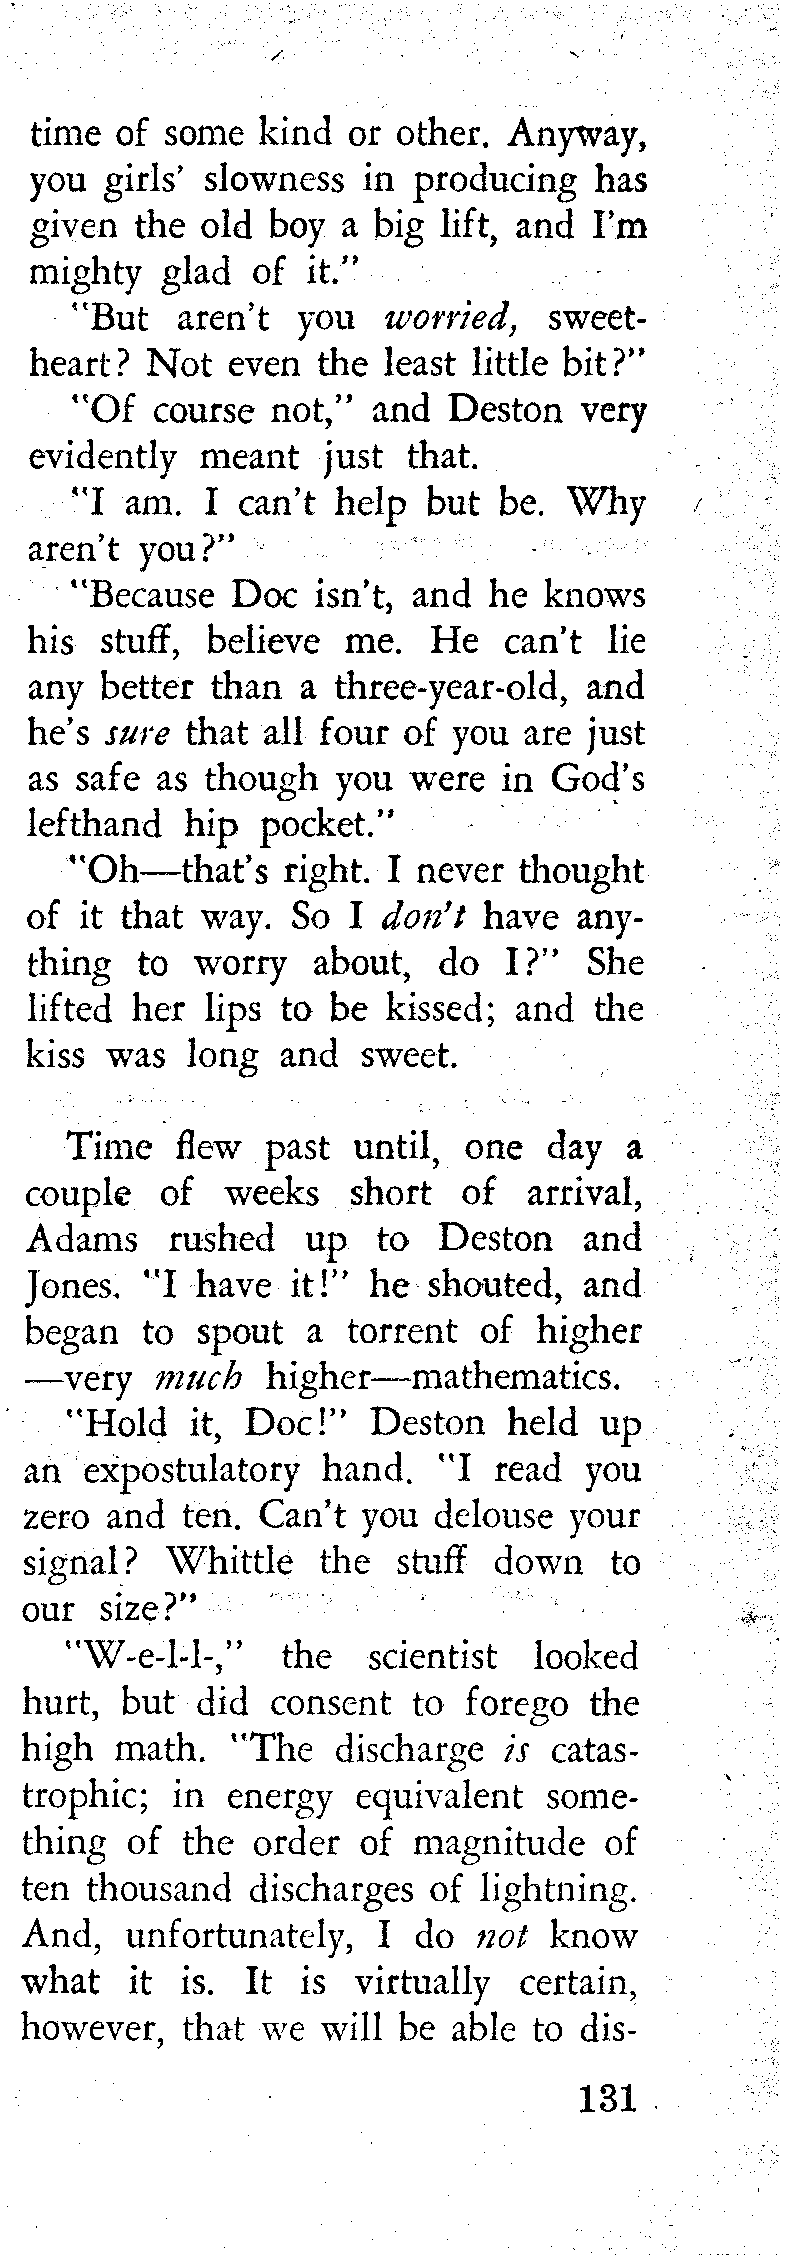 time of some kind or other. Anyway,
you girls' slowness in producing has
given the old boy a big lift, and I'm
mighty glad of it."
"But aren't you worried, sweet-
heart? Not even the least little bit?"
"Of course not," and Deston very
evidently meant just that.
"I am. I can't help but be. Why
aren't you?"
"Because Doc isn't, and he knows
his stuff, believe me. He can't lie
any better than a three-year-old, and
he's sure that all four of you are just
as safe as though you were in God's
lefthand hip pocket."
"Oh—that's right. I never thought
of it that way. So I don't have any-
thing to worry about, do I?" She
lifted her lips to be kissed; and the
kiss was long and sweet.
Time flew past until, one day a
couple of weeks short of arrival,
Adams rushed up to Deston and
Jones. "I have it!" he shouted, and
began to spout a torrent of higher
—very much higher—mathematics.
"Hold it, Doc!" Deston held up
an expostulatory hand. "I read you
zero and ten. Can't you delouse your
signal? Whittle the stuff down to
our size?"
"W-e-l-l-," the scientist looked
hurt, but did consent to forego the
high math. "The discharge is catas-
trophic; in energy equivalent some-
thing of the order of magnitude of
ten thousand discharges of lightning.
And, unfortunately, I do not know
what it is. It is virtually certain,
however, that we will be able to dis-
131